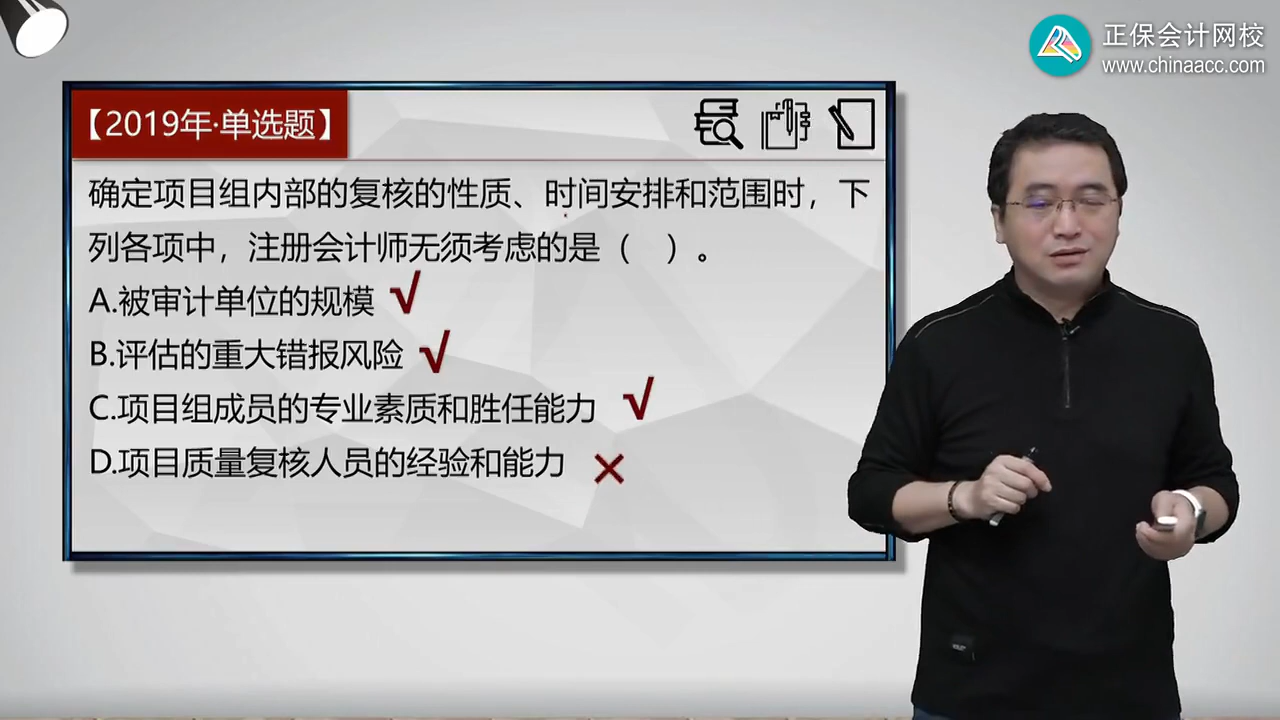 正保会计网校
www.chinaacc.com
【2019年·单选题】
确定项目组内部的复核的性质、时间安排和范围时，下
列各项中，注册会计师无须考虑的是（ ）。
A.被审计单位的规模 √
B.评估的重大错报风险 √
C.项目组成员的专业素质和胜任能力 √
D.项目质量复核人员的经验和能力 ×